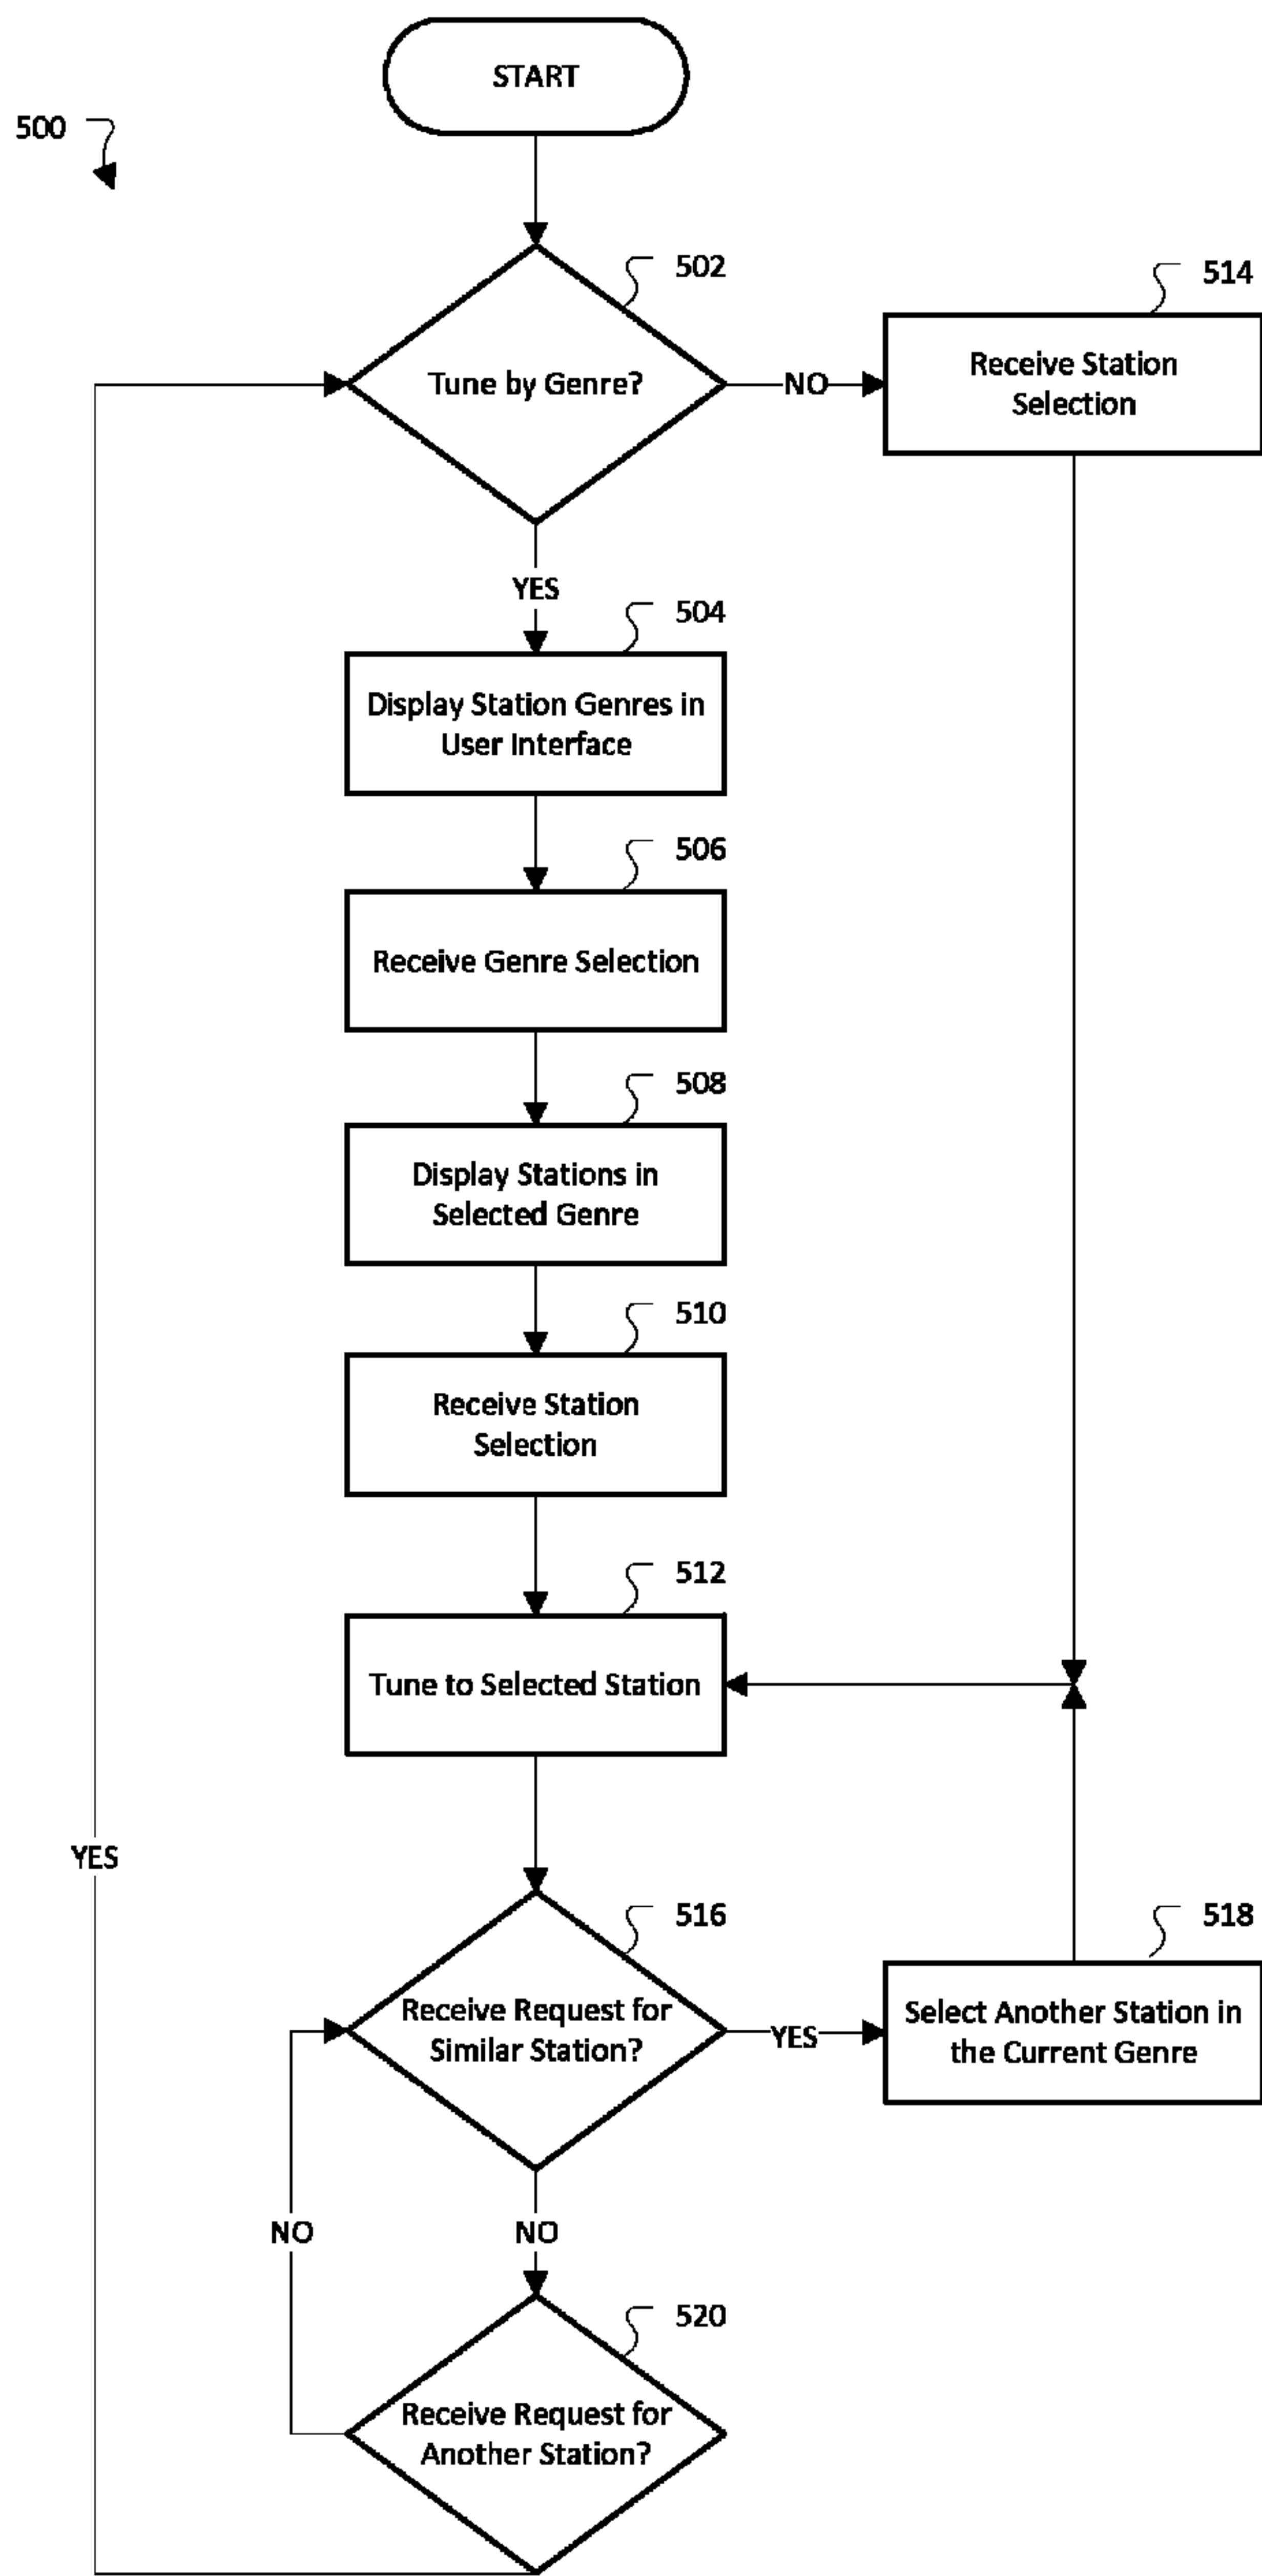 START
500
502
514
Tune by Genre?
NO
Receive Station
Selection
YES
504
Display Station Genres in
User Interface
506
Receive Genre Selection
508
Display Stations in
Selected Genre
510
Receive Station
Selection
512
Tune to Selected Station
YES
516
518
Receive Request for
Similar Station?
YES
Select Another Station in
the Current Genre
NO
NO
520
Receive Request for
Another Station?